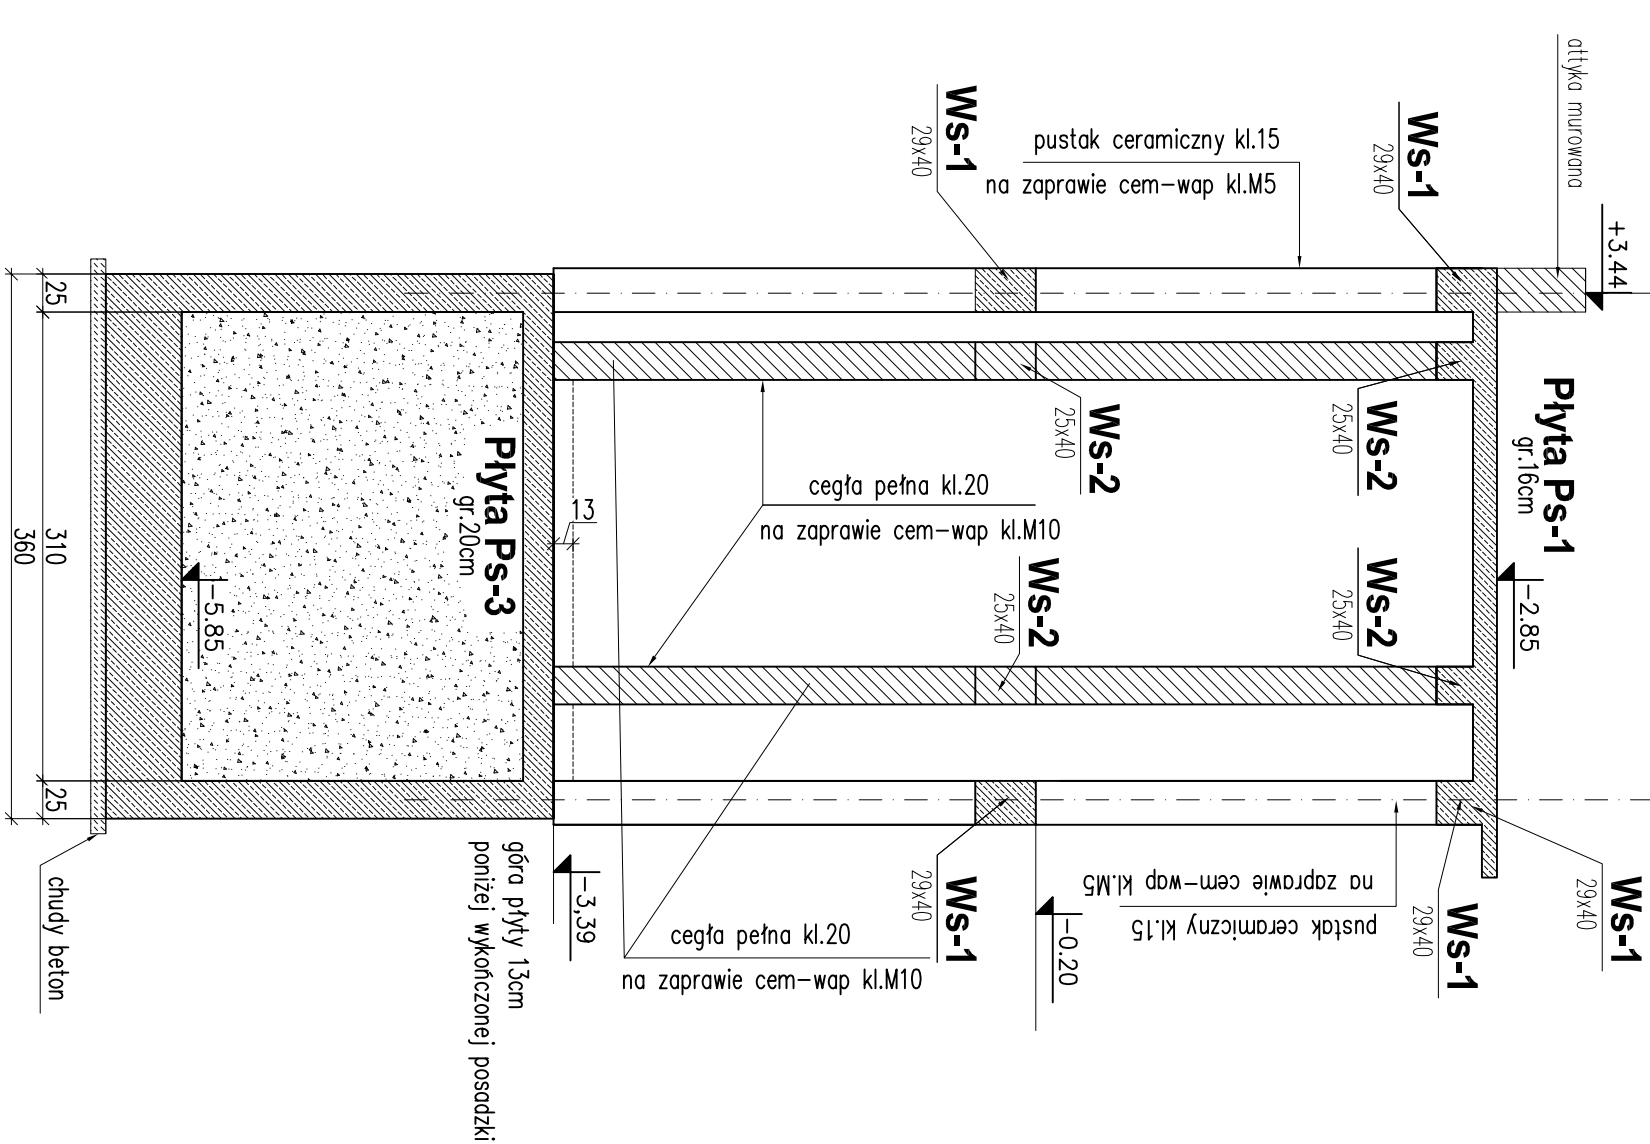 attyka murowana
+3.44
Ws-1
29x40
Ws-1
29x40
pustak ceramiczny kl.15
na zaprawie cem-wap kl.M5
Płyta Ps-1
gr.16cm
-2.85
Ws-2
25x40
Ws-2
25x40
Ws-2
25x40
Ws-2
25x40
cegła pełna kl.20
na zaprawie cem-wap kl.M10
13
Płyta Ps-3
gr.20cm
-5.85
25
310
25
360
Ws-1
29x40
Ws-1
29x40
Ws-1
29x40
pustak ceramiczny kl.15
na zaprawie cem-wap kl.M5
-0.20
cegła pełna kl.20
na zaprawie cem-wap kl.M10
-3,39
góra płyty 13cm
poniżej wykończonej posadzki
chudy beton